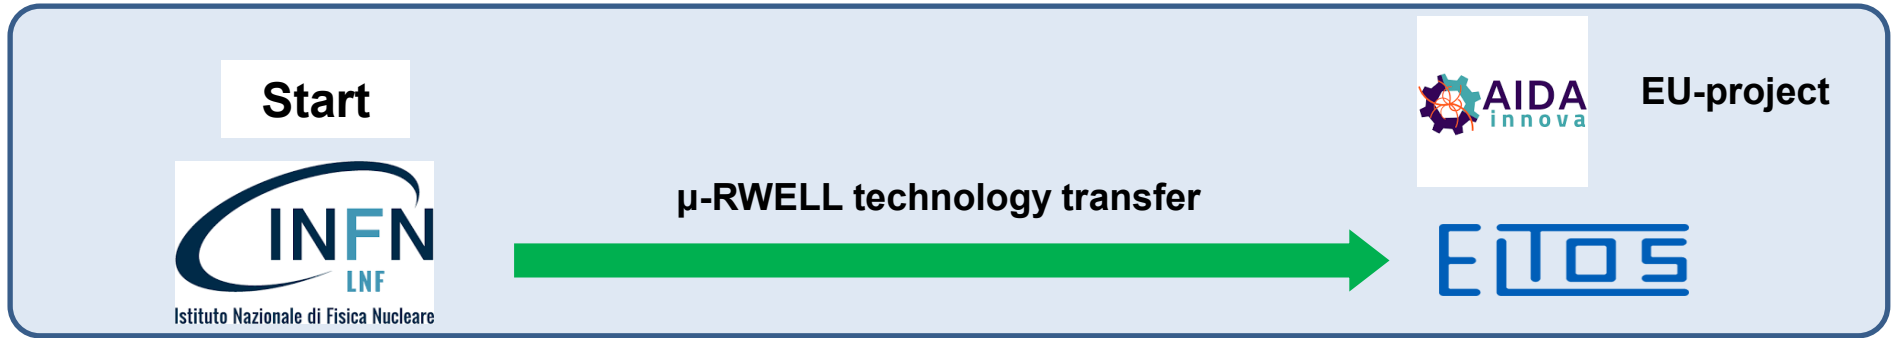 Start
INFN
LNF
Istituto Nazionale di Fisica Nucleare
µ-RWELL technology transfer
AIDA
innova
EU-project
ELTOS